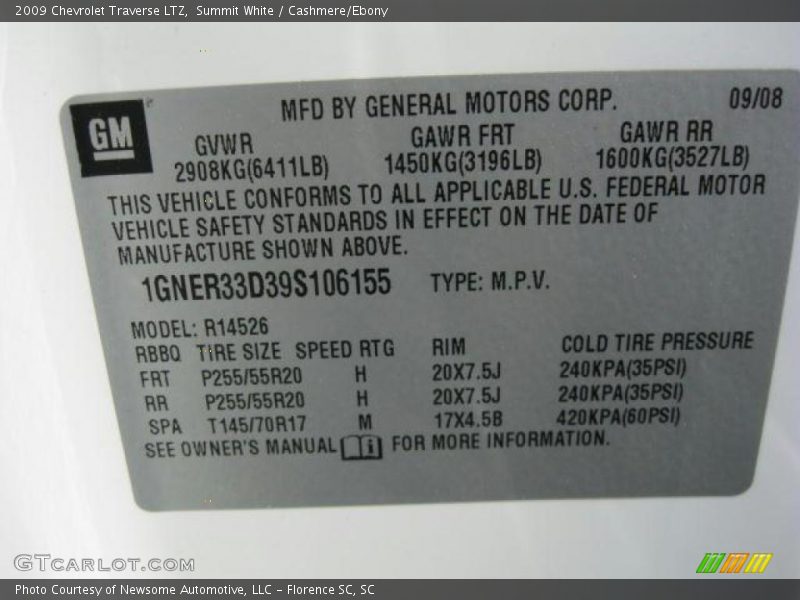 2009 Chevrolet Traverse LTZ, Summit White / Cashmere/Ebony
GM
MFD BY GENERAL MOTORS CORP. 09/08
GVWR GAWR FRT GAWR RR
2908KG(6411LB) 1450KG(3196LB) 1600KG(3527LB)
THIS VEHICLE CONFORMS TO ALL APPLICABLE U.S. FEDERAL MOTOR
VEHICLE SAFETY STANDARDS IN EFFECT ON THE DATE OF
MANUFACTURE SHOWN ABOVE.
1GNER33D39S106155 TYPE: M.P.V.
MODEL: R14526
RBBQ TIRE SIZE SPEED RTG RIM COLD TIRE PRESSURE
FRT P255/55R20 H 20X7.5J 240KPA(35PSI)
RR P255/55R20 H 20X7.5J 240KPA(35PSI)
SPA T145/70R17 M 17X4.5B 420KPA(60PSI)
SEE OWNER'S MANUAL i FOR MORE INFORMATION.
GTCARLOT.COM
Photo Courtesy of Newsome Automotive, LLC - Florence SC, SC